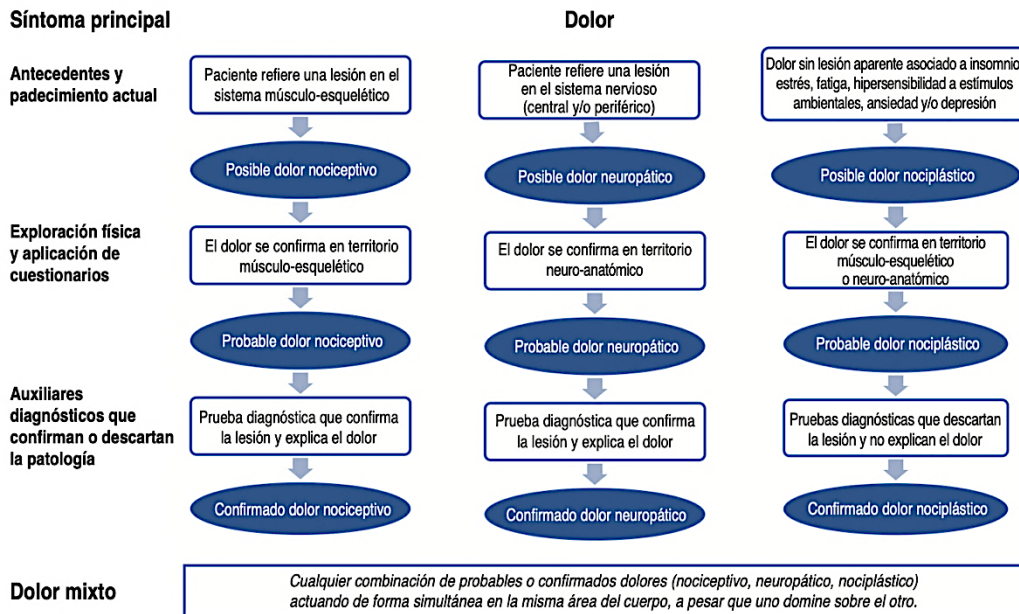 Síntoma principal
Dolor
Antecedentes y
padecimiento actual
Paciente refiere una lesión en el
sistema músculo-esquelético
Paciente refiere una lesión
en el sistema nervioso
(central y/o periférico)
Dolor sin lesión aparente asociado a insomnio
estrés, fatiga, hipersensibilidad a estímulos
ambientales, ansiedad y/o depresión
Posible dolor nociceptivo
Posible dolor neuropático
Posible dolor nociplástico
Exploración física
y aplicación de
cuestionarios
El dolor se confirma en territorio
músculo-esquelético
El dolor se confirma en territorio
neuro-anatómico
El dolor se confirma en territorio
músculo-esquelético
o neuro-anatómico
Probable dolor nociceptivo
Probable dolor neuropático
Probable dolor nociplástico
Auxiliares
diagnósticos que
confirman o descartan
la patología
Prueba diagnóstica que confirma
la lesión y explica el dolor
Prueba diagnóstica que confirma
la lesión y explica el dolor
Pruebas diagnósticas que descartan
la lesión y no explican el dolor
Confirmado dolor nociceptivo
Confirmado dolor neuropático
Confirmado dolor nociplástico
Dolor mixto
Cualquier combinación de probables o confirmados dolores (nociceptivo, neuropático, nociplástico)
actuando de forma simultánea en la misma área del cuerpo, a pesar que uno domine sobre el otro.